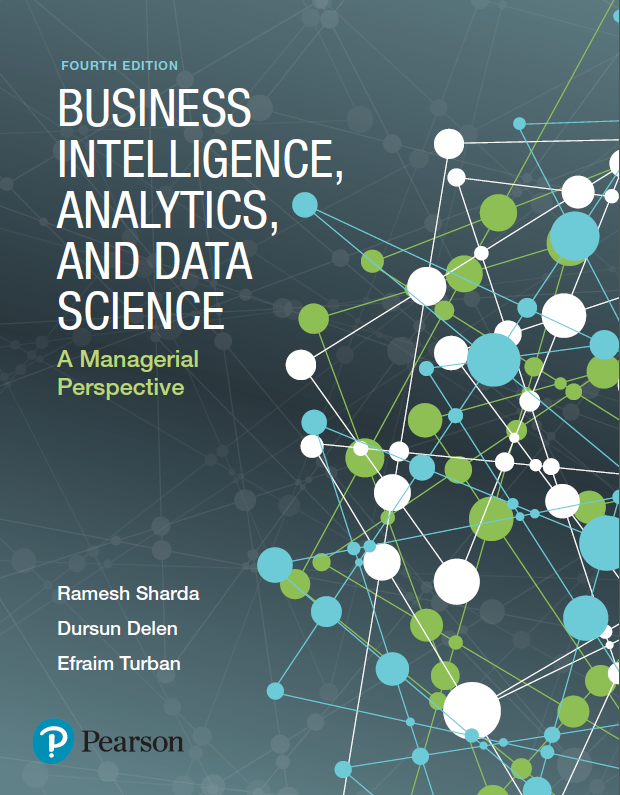 FOURTH EDITION
BUSINESS
INTELLIGENCE,
ANALYTICS,
AND DATA
SCIENCE
A Managerial
Perspective
Ramesh Sharda
Dursun Delen
Efraim Turban
P Pearson